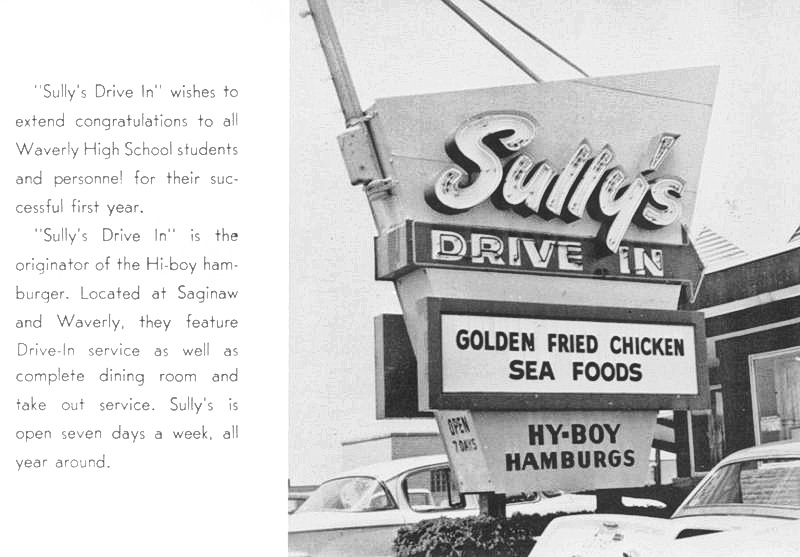 "Sully's Drive In" wishes to
extend congratulations to all
Waverly High School students
and personnel for their suc-
cessful first year.
"Sully's Drive In" is the
originator of the Hi-boy ham-
burger. Located at Saginaw
and Waverly, they feature
Drive-In service as well as
complete dining room and
take out service. Sully's is
open seven days a week, all
year around.
Sully's
DRIVE IN
GOLDEN FRIED CHICKEN
SEA FOODS
OPEN
7 DAYS
HY-BOY
HAMBURGS